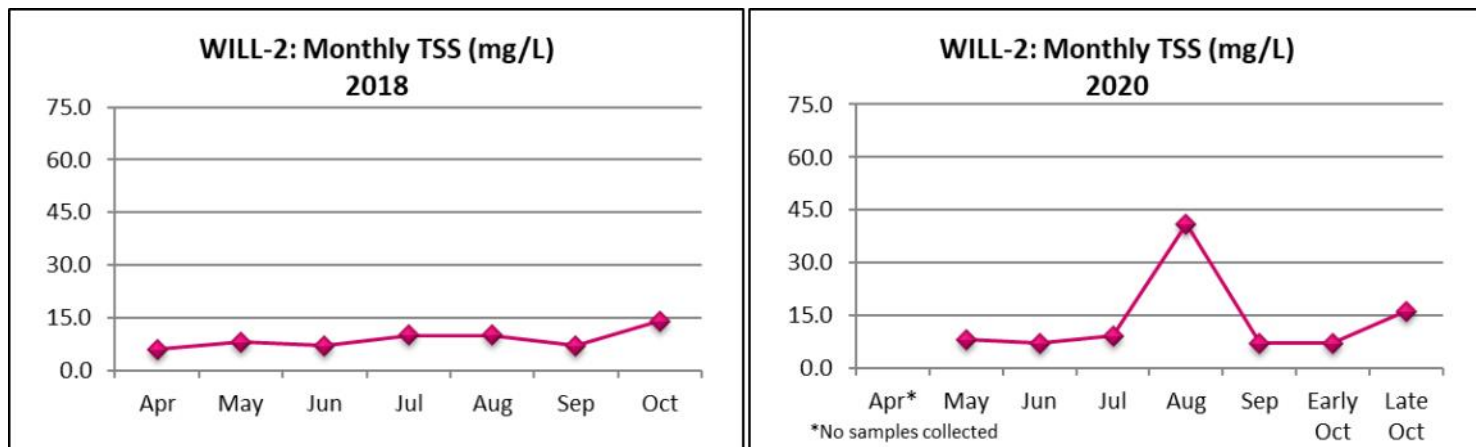 WILL-2: Monthly TSS (mg/L)
2018
75.0
60.0
45.0
30.0
15.0
0.0
Apr May Jun Jul Aug Sep Oct
WILL-2: Monthly TSS (mg/L)
2020
75.0
60.0
45.0
30.0
15.0
0.0
Apr* May Jun Jul Aug Sep Early Late
*No samples collected Oct Oct